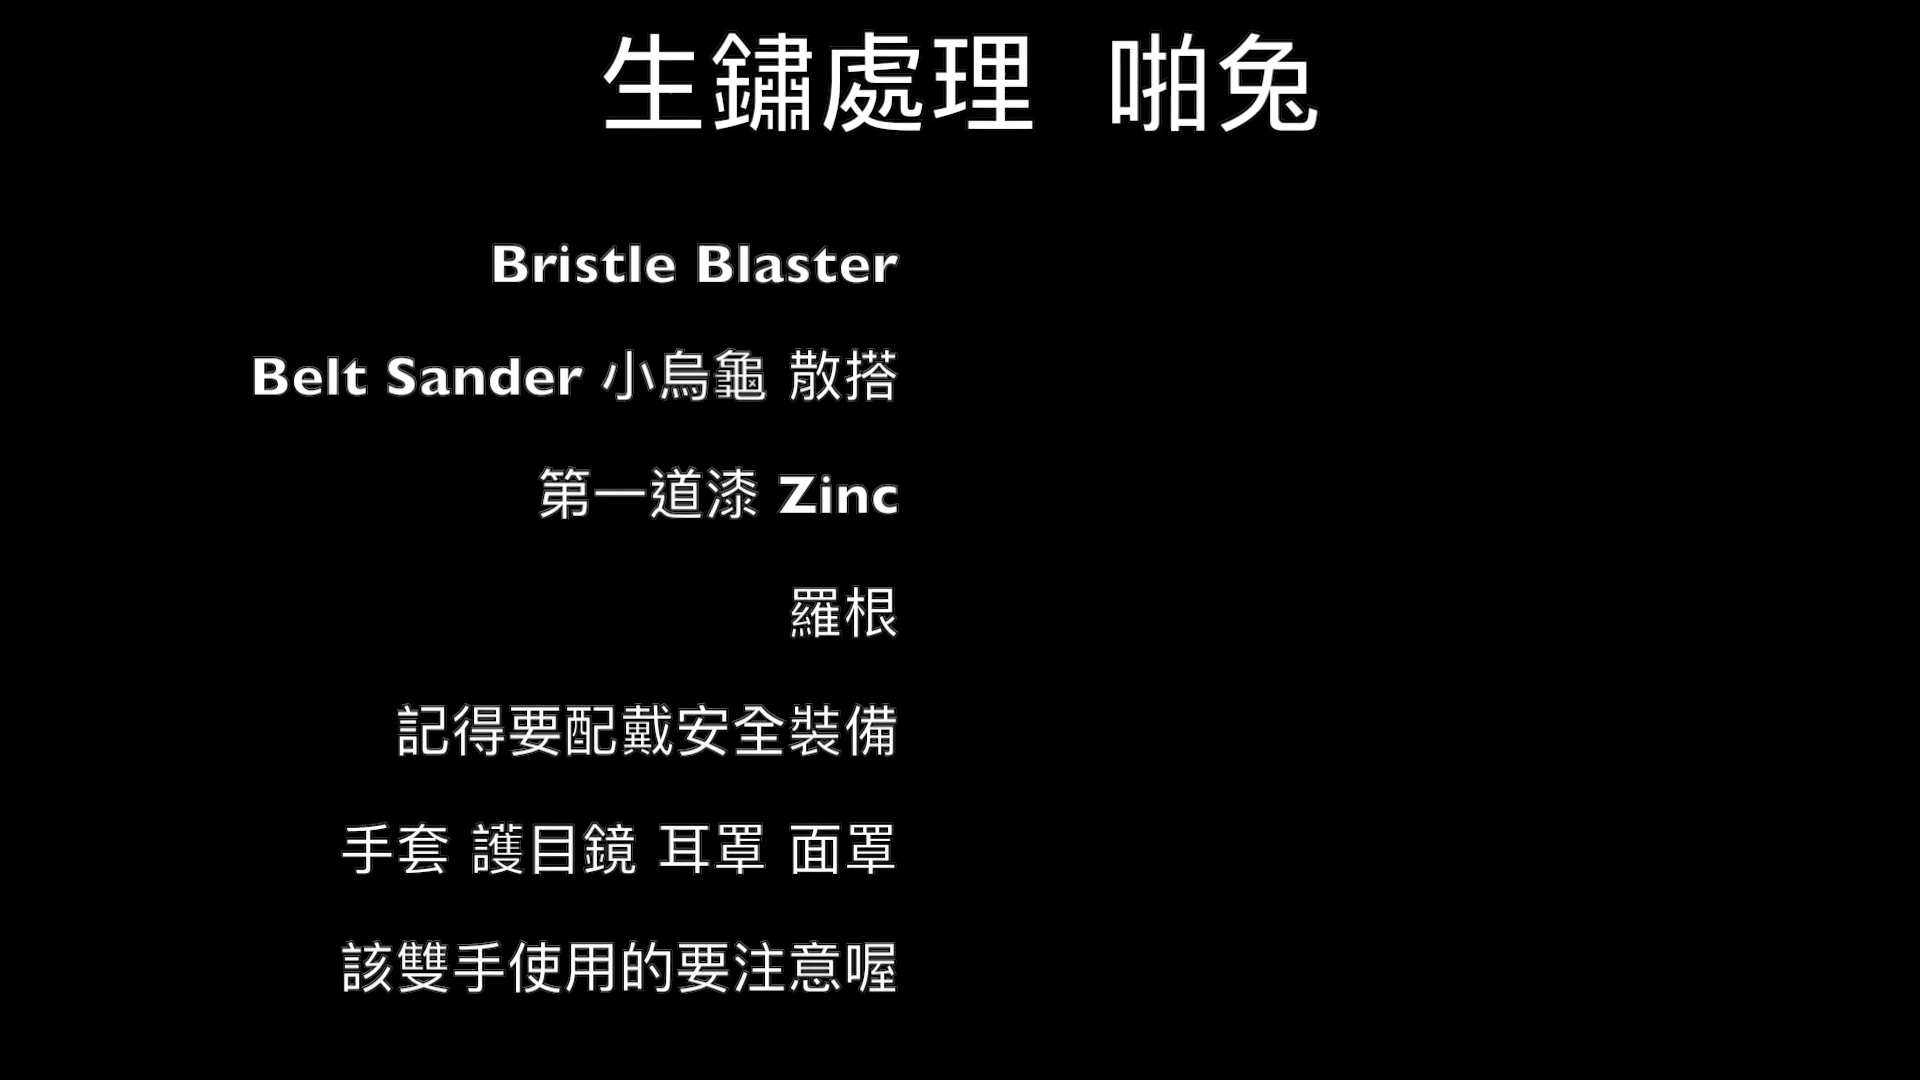 生鏽處理 啪兔
Bristle Blaster
Belt Sander 小烏龜 散搭
第一道漆 Zinc
羅根
記得要配戴安全裝備
手套 護目鏡 耳罩 面罩
該雙手使用的要注意喔